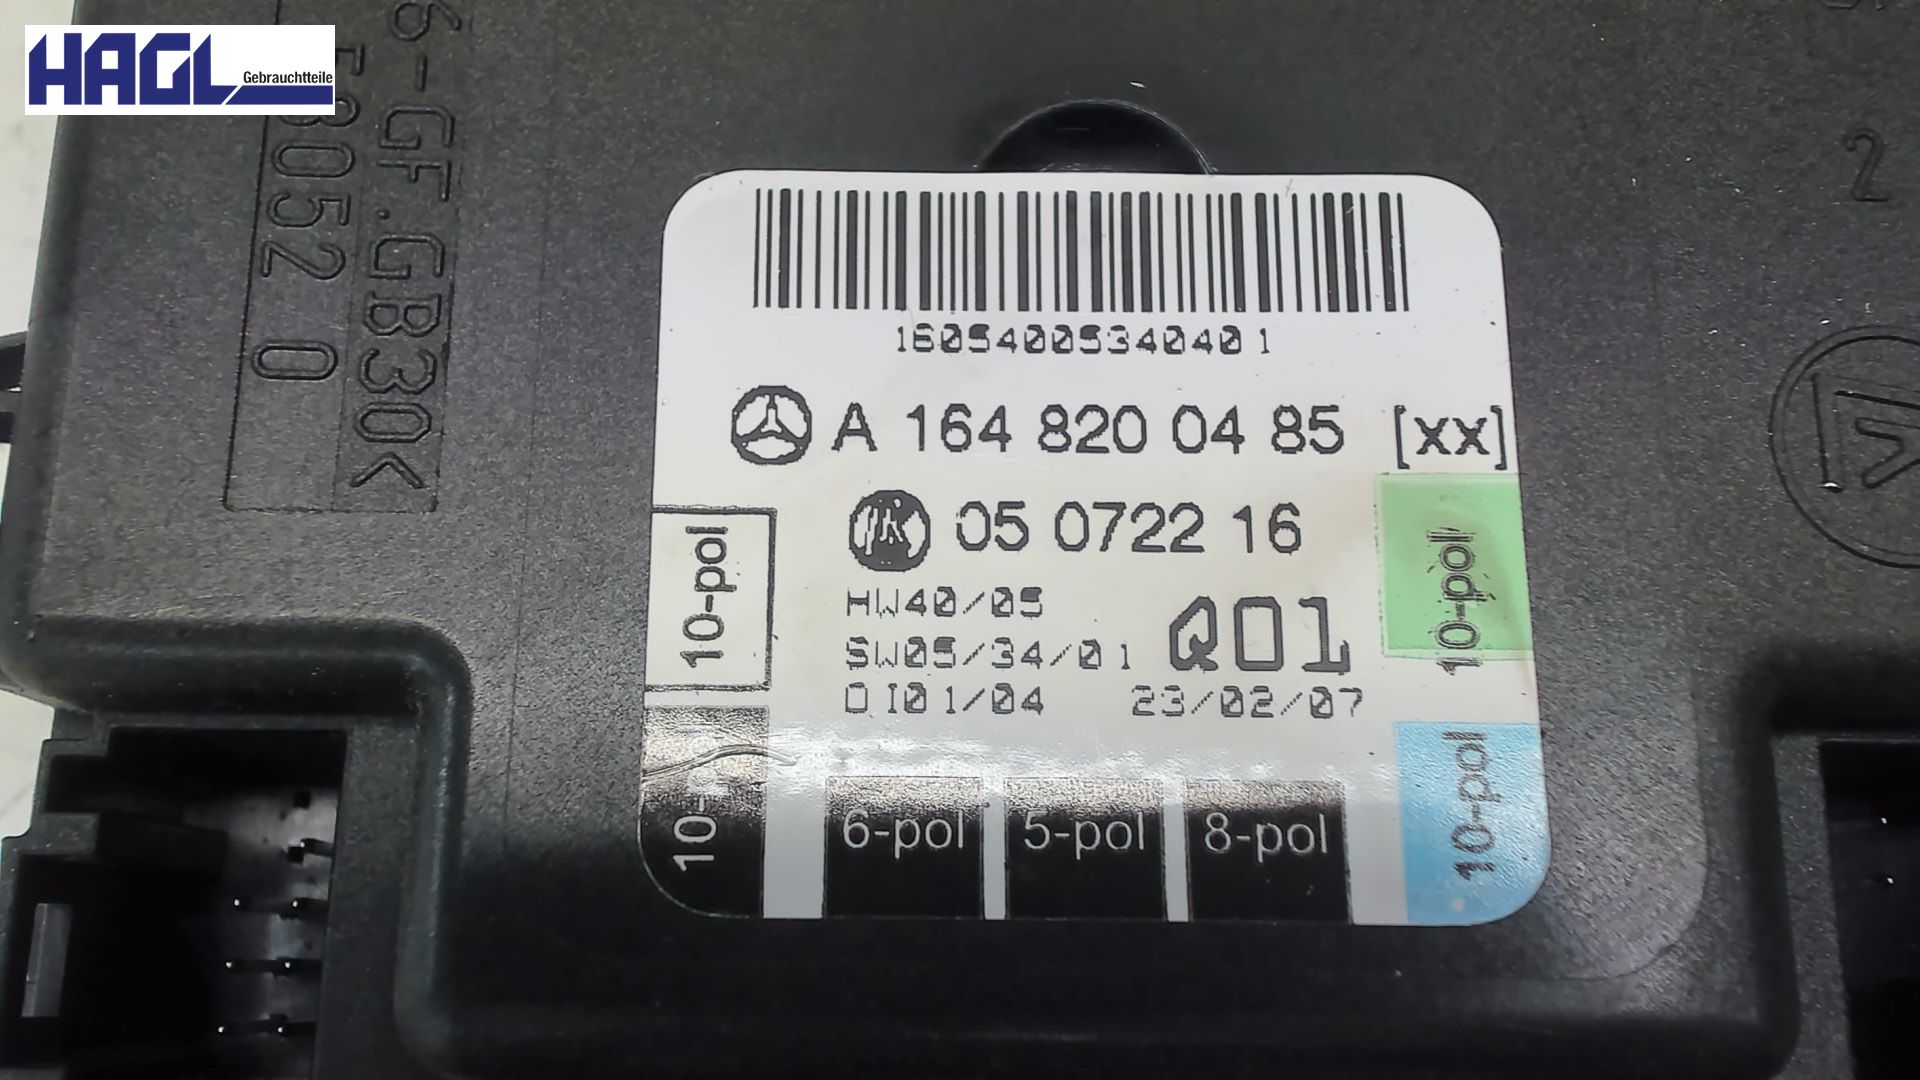 HAGL Gebrauchtteile
6-GF.GB30<
58052 0
2
1605400534040 1
A 164 820 04 85 [xx]
05 0722 16
HW40/05
SW05/34/01 Q01
DI01/04 23/02/07
10-pol
10-pol
10-pol
10-pol
6-pol 5-pol 8-pol